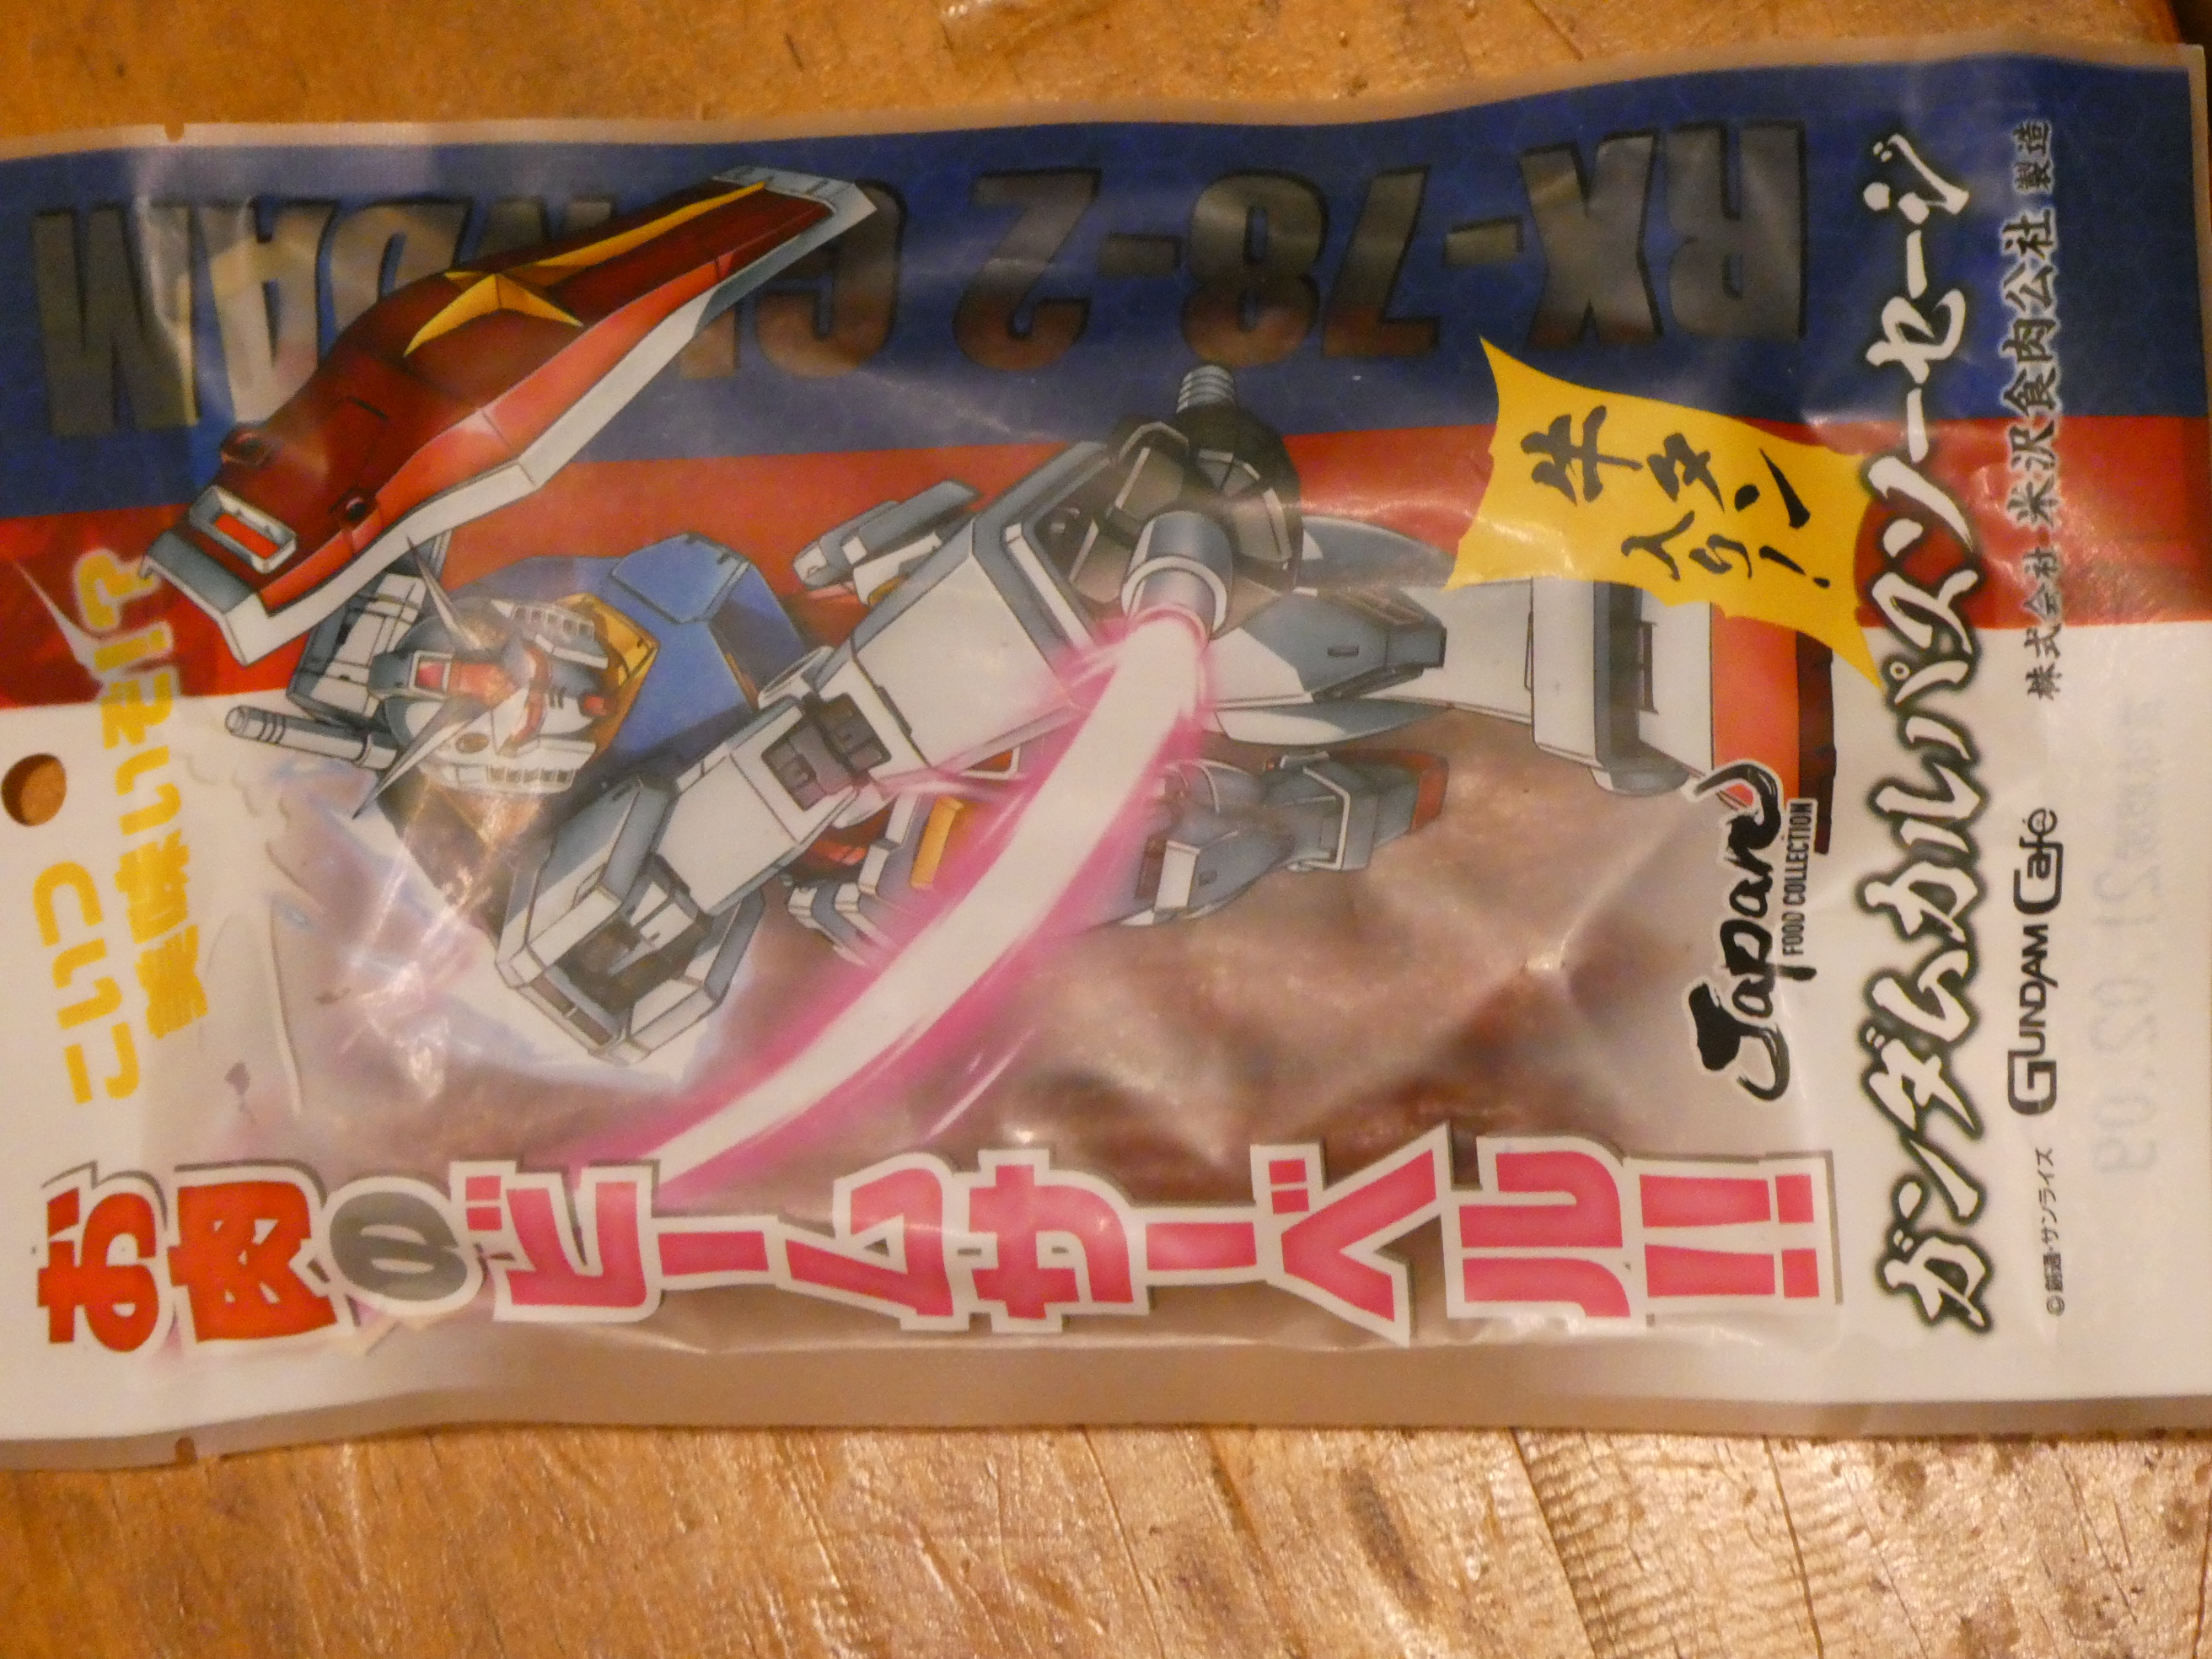 こいつ
美味いぞ!?
お肉のビームサーベル!!
RX-78-2 GUNDAM
牛タン
入り!
Japan
FOOD COLLECTION
ガンダムカルパスソーセージ
GUNDAM Café
株式会社 米沢食肉公社 製造
©創通・サンライズ